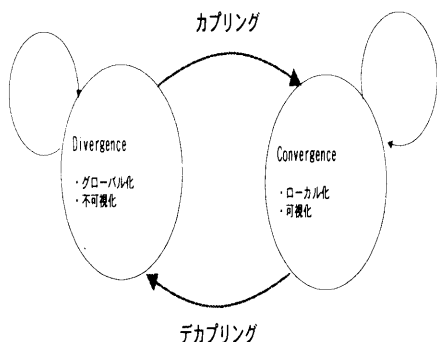 カプリング
Divergence
・グローバル化
・不可視化
Convergence
・ローカル化
・可視化
デカプリング